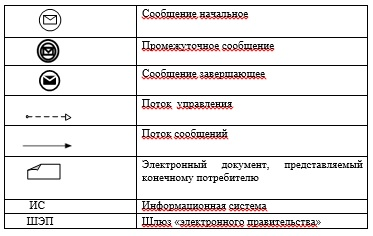 Сообщение начальное
Промежуточное сообщение
Сообщение завершающее
Поток управления
Поток сообщений
Электронный документ, представляемый
конечному потребителю
ИС Информационная система
ШЭП Шлюз «электронного правительства»